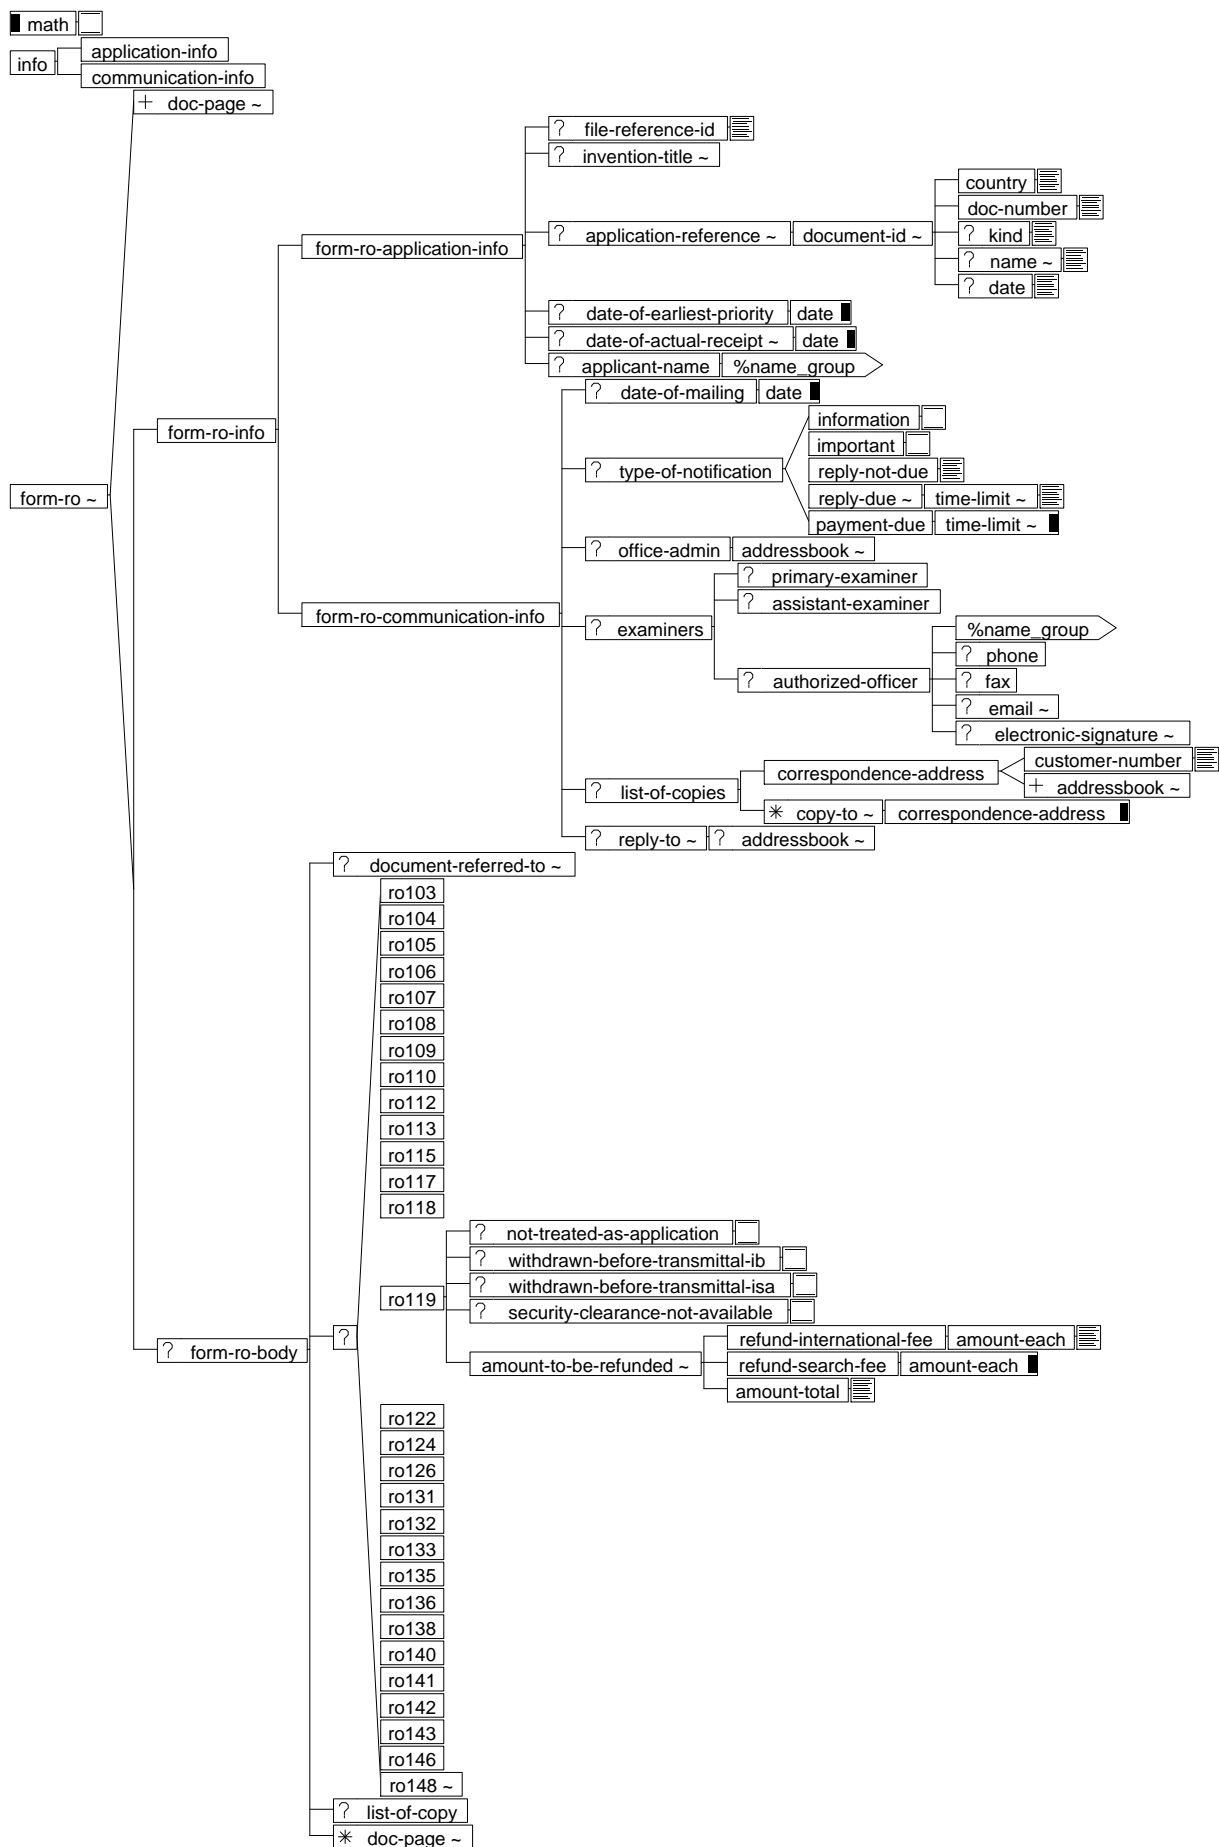 math
application-info
info
communication-info
+ doc-page ~
? file-reference-id
? invention-title ~
country
doc-number
? application-reference ~ document-id ~ ? kind
form-ro-application-info
? name ~
? date
? date-of-earliest-priority date
? date-of-actual-receipt ~ date
? applicant-name %name_group
? date-of-mailing date
information
form-ro-info
important
? type-of-notification reply-not-due
form-ro ~
reply-due ~ time-limit ~
payment-due time-limit ~
? office-admin addressbook ~
? primary-examiner
? assistant-examiner
form-ro-communication-info
? examiners %name_group
? phone
? authorized-officer ? fax
? email ~
? electronic-signature ~
customer-number
correspondence-address
? list-of-copies + addressbook ~
* copy-to ~ correspondence-address
? reply-to ~ ? addressbook ~
? document-referred-to ~
ro103
ro104
ro105
ro106
ro107
ro108
ro109
ro110
ro112
ro113
ro115
ro117
ro118
? not-treated-as-application
? withdrawn-before-transmittal-ib
? withdrawn-before-transmittal-isa
ro119
? security-clearance-not-available
?
refund-international-fee amount-each
? form-ro-body
amount-to-be-refunded ~ refund-search-fee amount-each
amount-total
ro122
ro124
ro126
ro131
ro132
ro133
ro135
ro136
ro138
ro140
ro141
ro142
ro143
ro146
ro148 ~
? list-of-copy
* doc-page ~